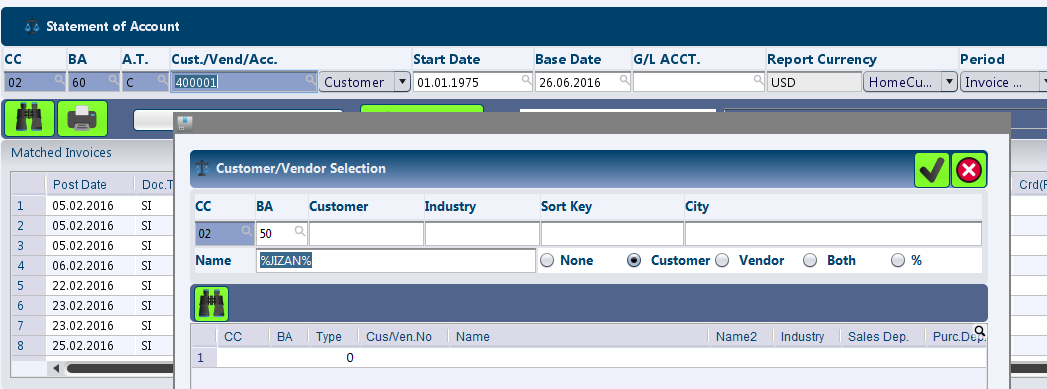 Statement of Account
CC BA A.T. Cust./Vend/Acc. Start Date Base Date G/L ACCT. Report Currency Period
02 60 C 400001 Customer 01.01.1975 26.06.2016 USD HomeCu... Invoice ...
Matched Invoices
Post Date Doc.T Crd(F
1 05.02.2016 SI
2 05.02.2016 SI
3 05.02.2016 SI
4 06.02.2016 SI
5 22.02.2016 SI
6 23.02.2016 SI
7 23.02.2016 SI
8 25.02.2016 SI
Customer/Vendor Selection
CC BA Customer Industry Sort Key City
02 50
Name %JIZAN% None Customer Vendor Both %
CC BA Type Cus/Ven.No Name Name2 Industry Sales Dep. Purc.Dep.
1 0